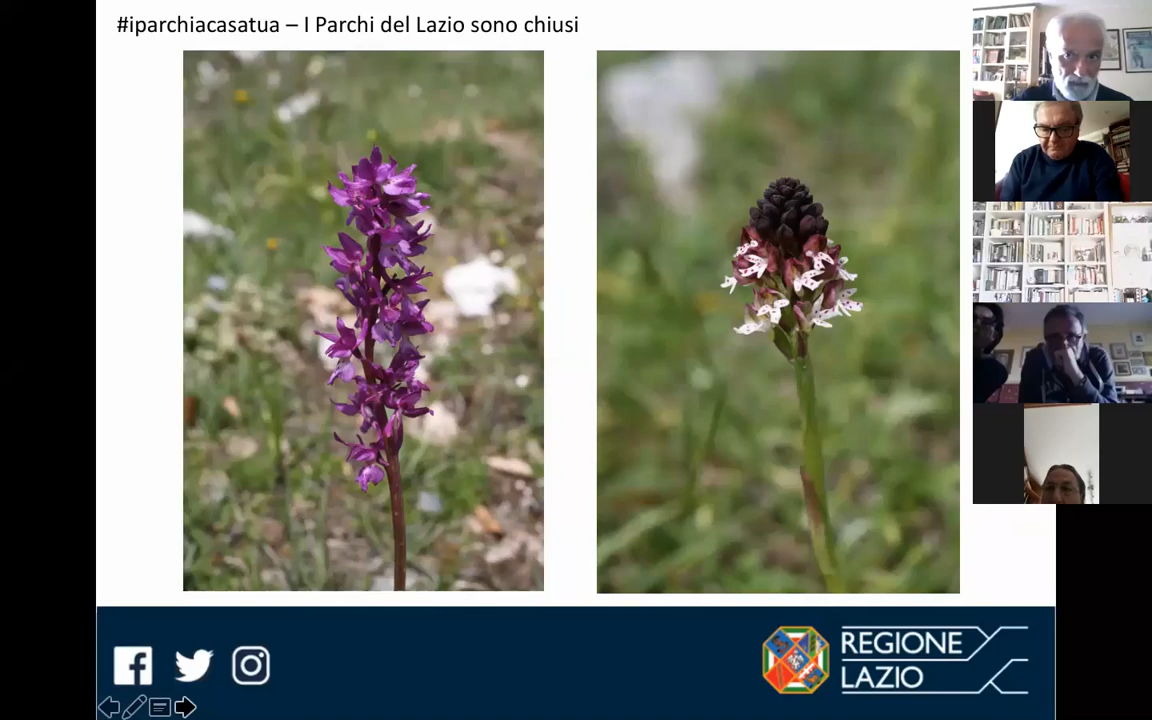 #iparchiacasatua – I Parchi del Lazio sono chiusi
REGIONE
LAZIO